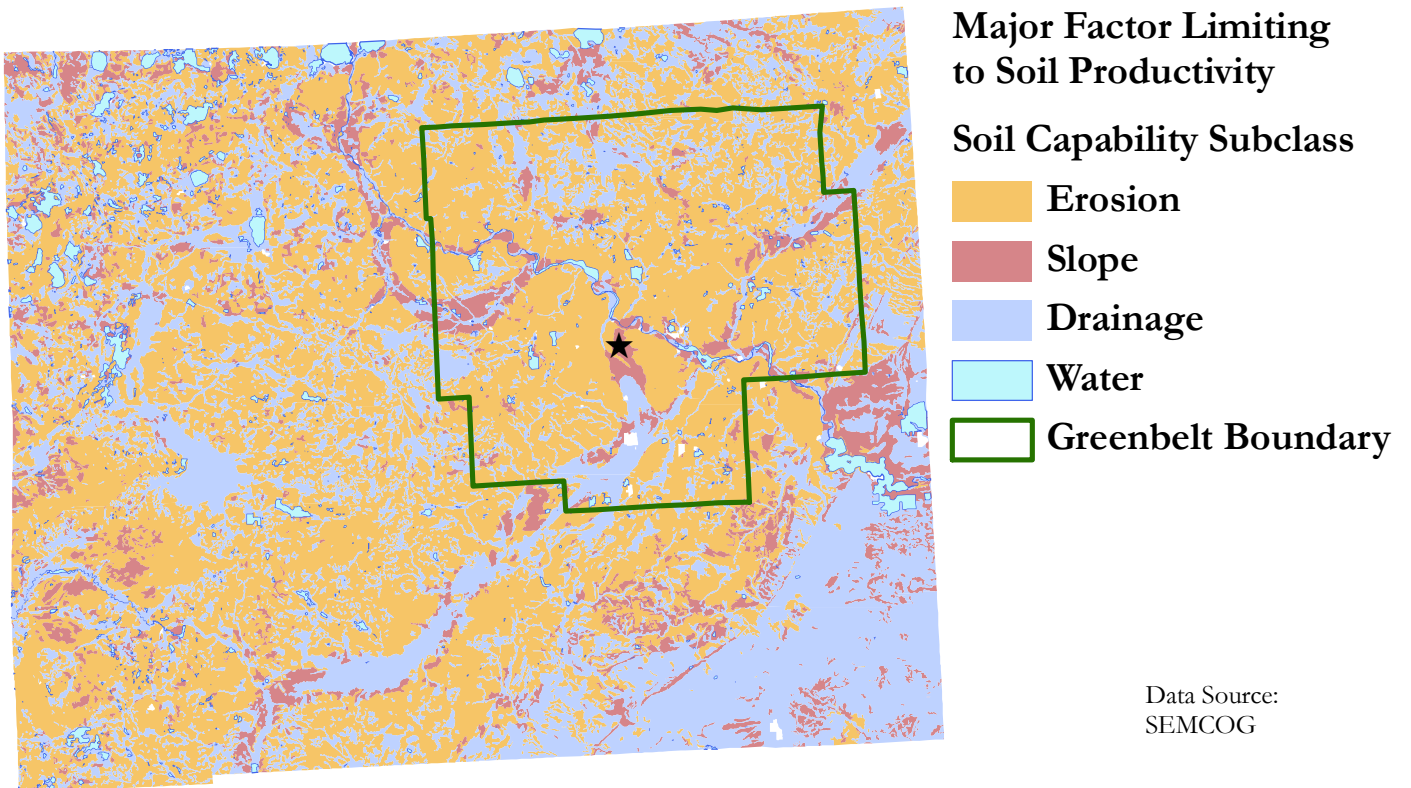 Major Factor Limiting
to Soil Productivity
Soil Capability Subclass
Erosion
Slope
Drainage
Water
Greenbelt Boundary
Data Source:
SEMCOG